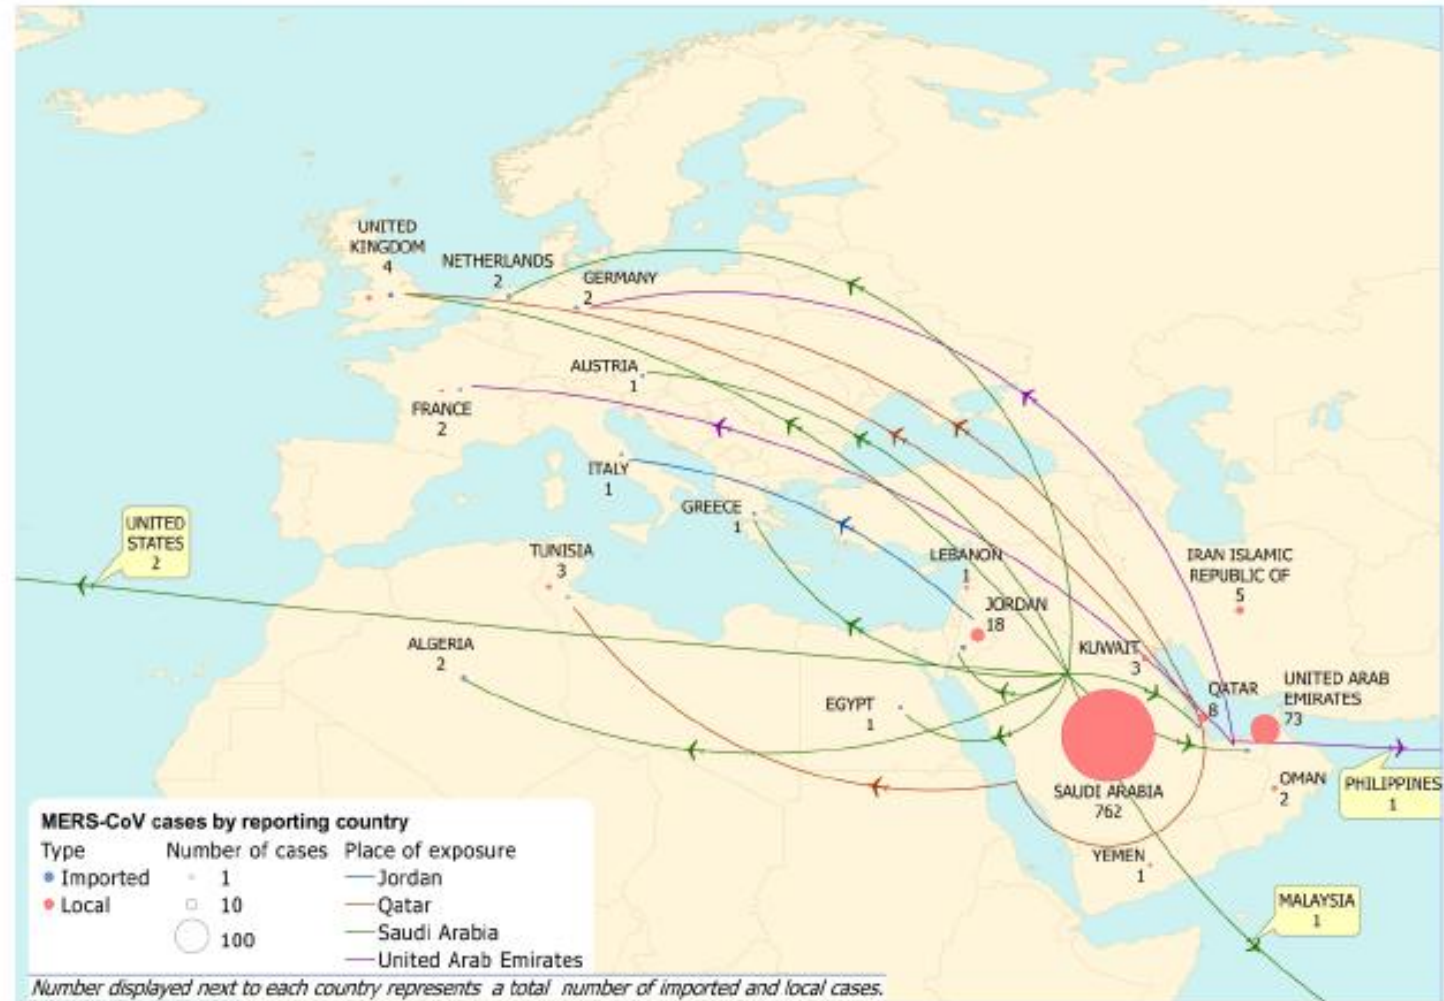 UNITED
KINGDOM
4
NETHERLANDS
2
GERMANY
2
AUSTRIA
1
FRANCE
2
ITALY
1
GREECE
1
UNITED
STATES
2
TUNISIA
3
LEBANON
1
IRAN ISLAMIC
REPUBLIC OF
5
JORDAN
18
ALGERIA
2
KUWAIT
3
QATAR
8
UNITED ARAB
EMIRATES
73
EGYPT
1
SAUDI ARABIA
762
OMAN
2
PHILIPPINES
1
YEMEN
1
MALAYSIA
1
MERS-CoV cases by reporting country
Type Number of cases Place of exposure
Imported 1 Jordan
Local 10 Qatar
100 Saudi Arabia
United Arab Emirates
Number displayed next to each country represents a total number of imported and local cases.